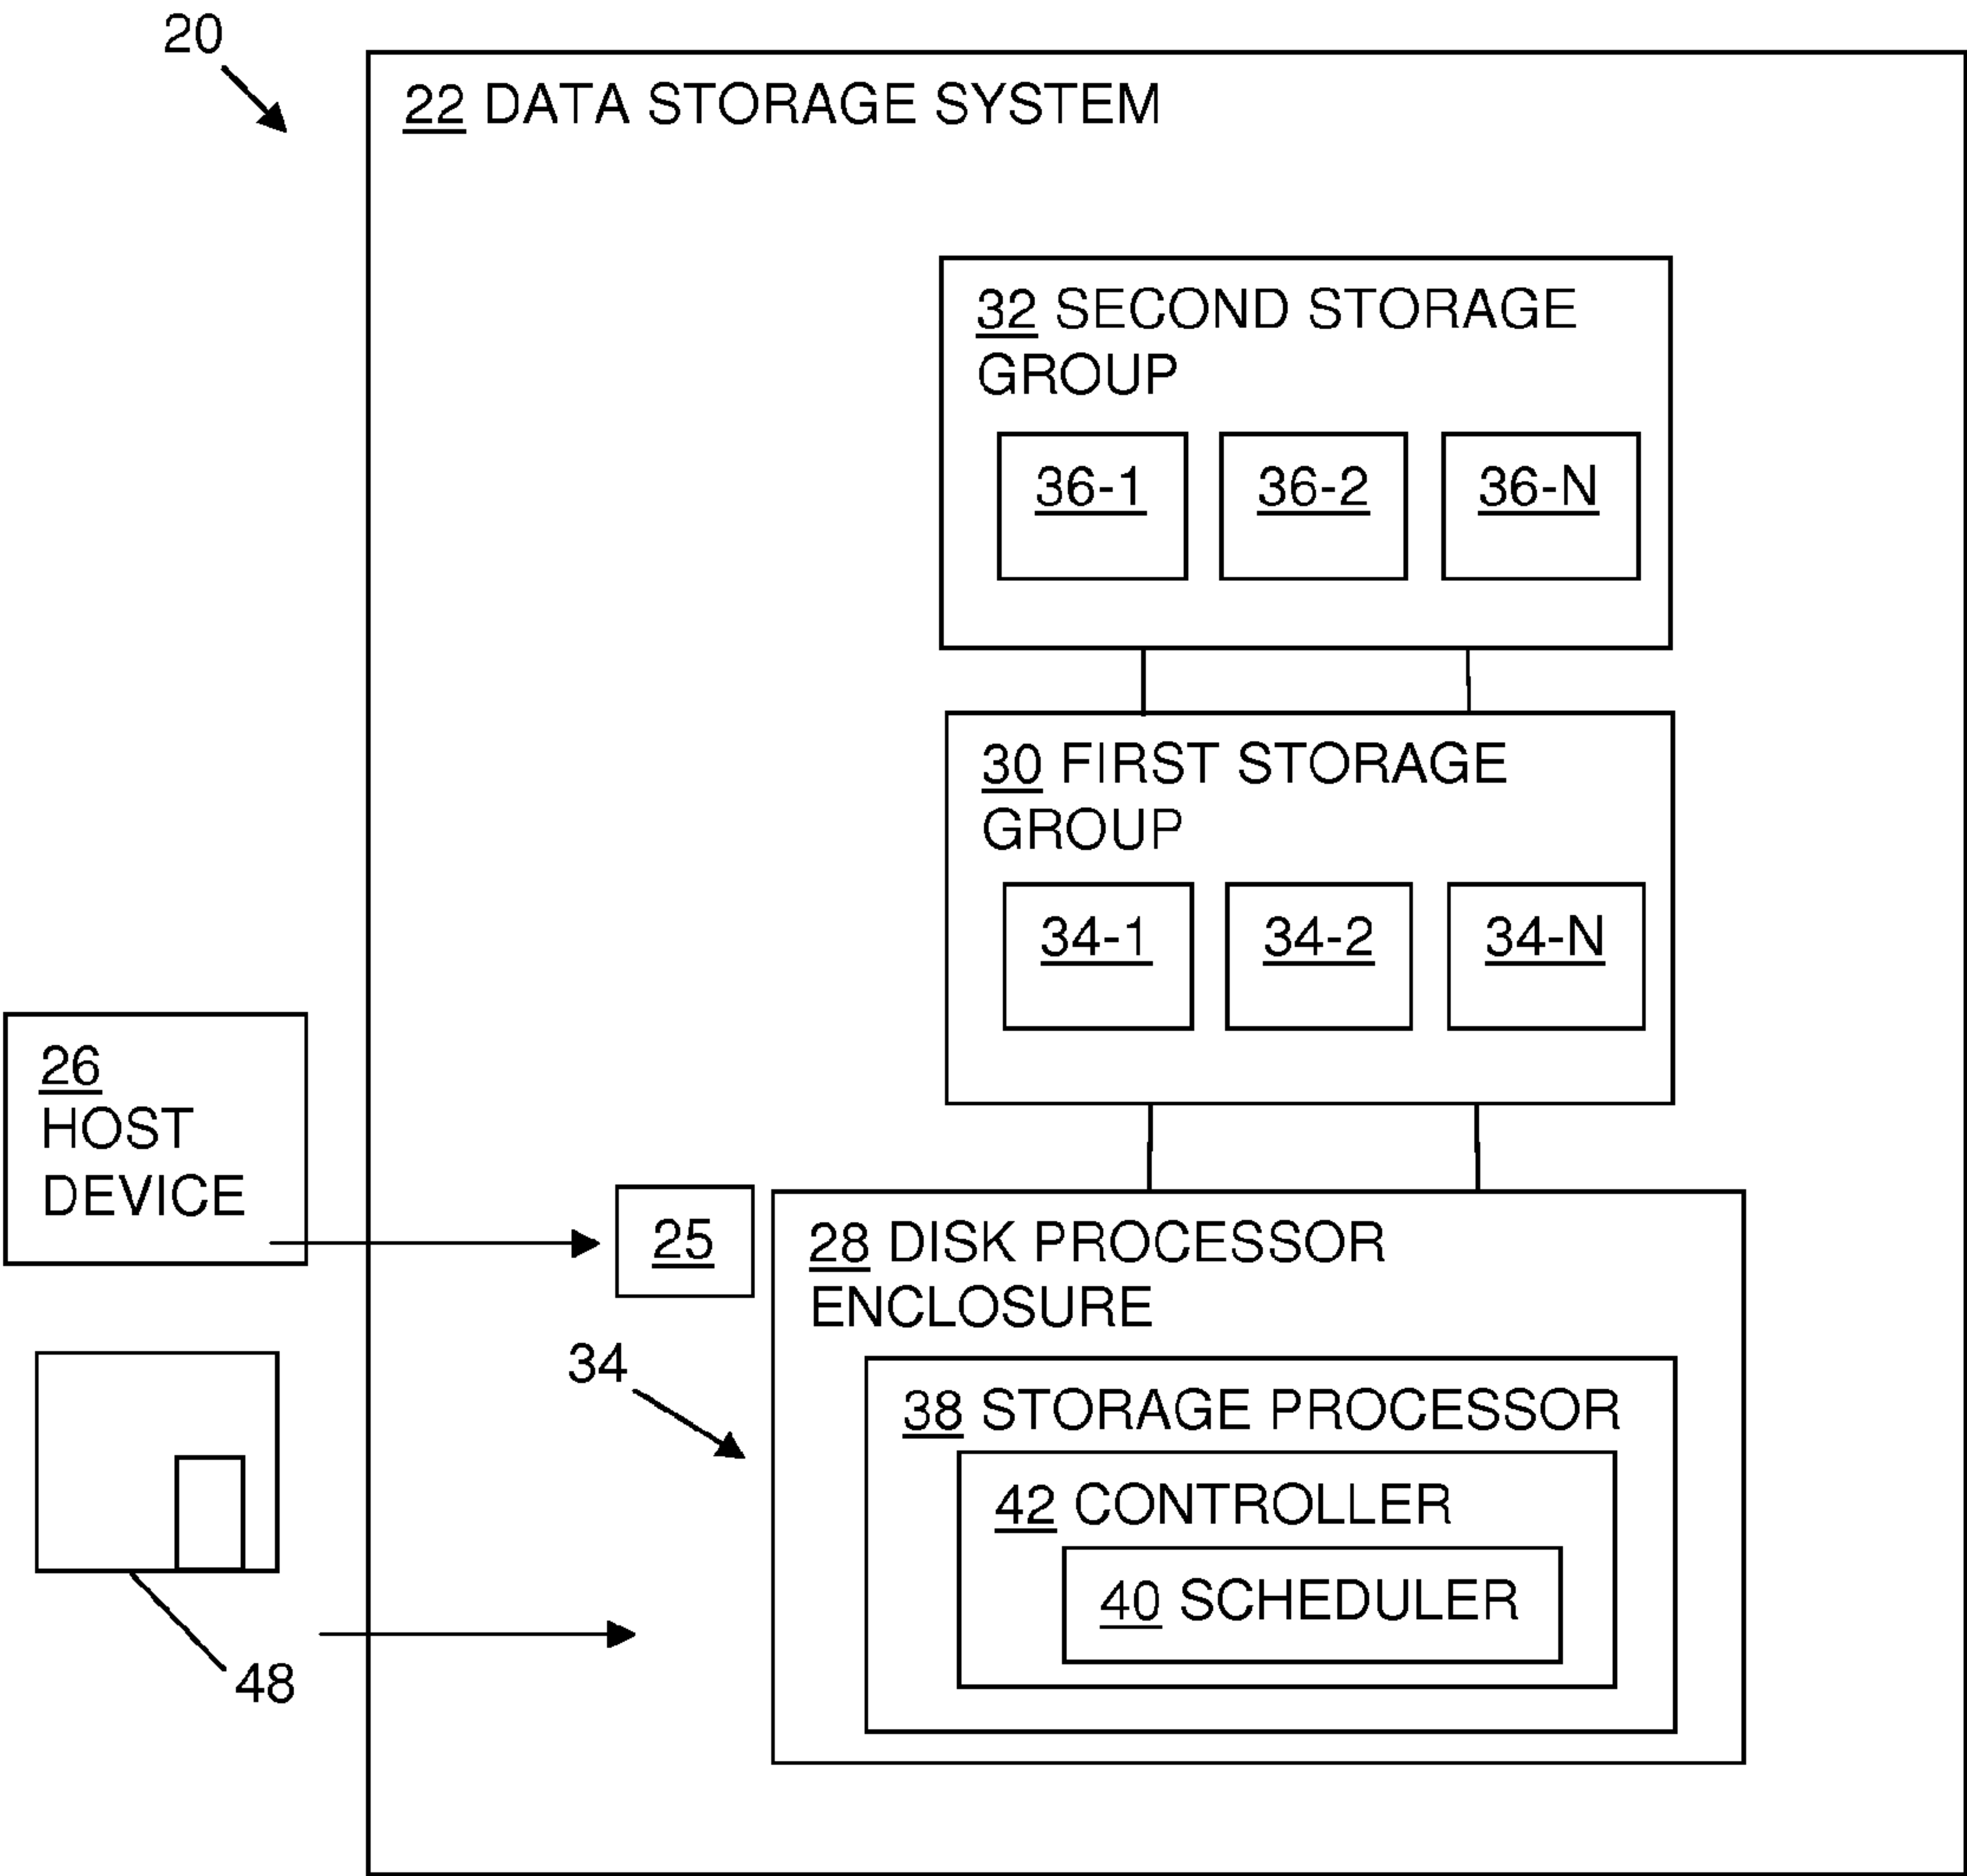 20
22 DATA STORAGE SYSTEM
32 SECOND STORAGE
GROUP
36-1 36-2 36-N
30 FIRST STORAGE
GROUP
34-1 34-2 34-N
26
HOST
DEVICE
25
28 DISK PROCESSOR
ENCLOSURE
34
38 STORAGE PROCESSOR
42 CONTROLLER
40 SCHEDULER
48